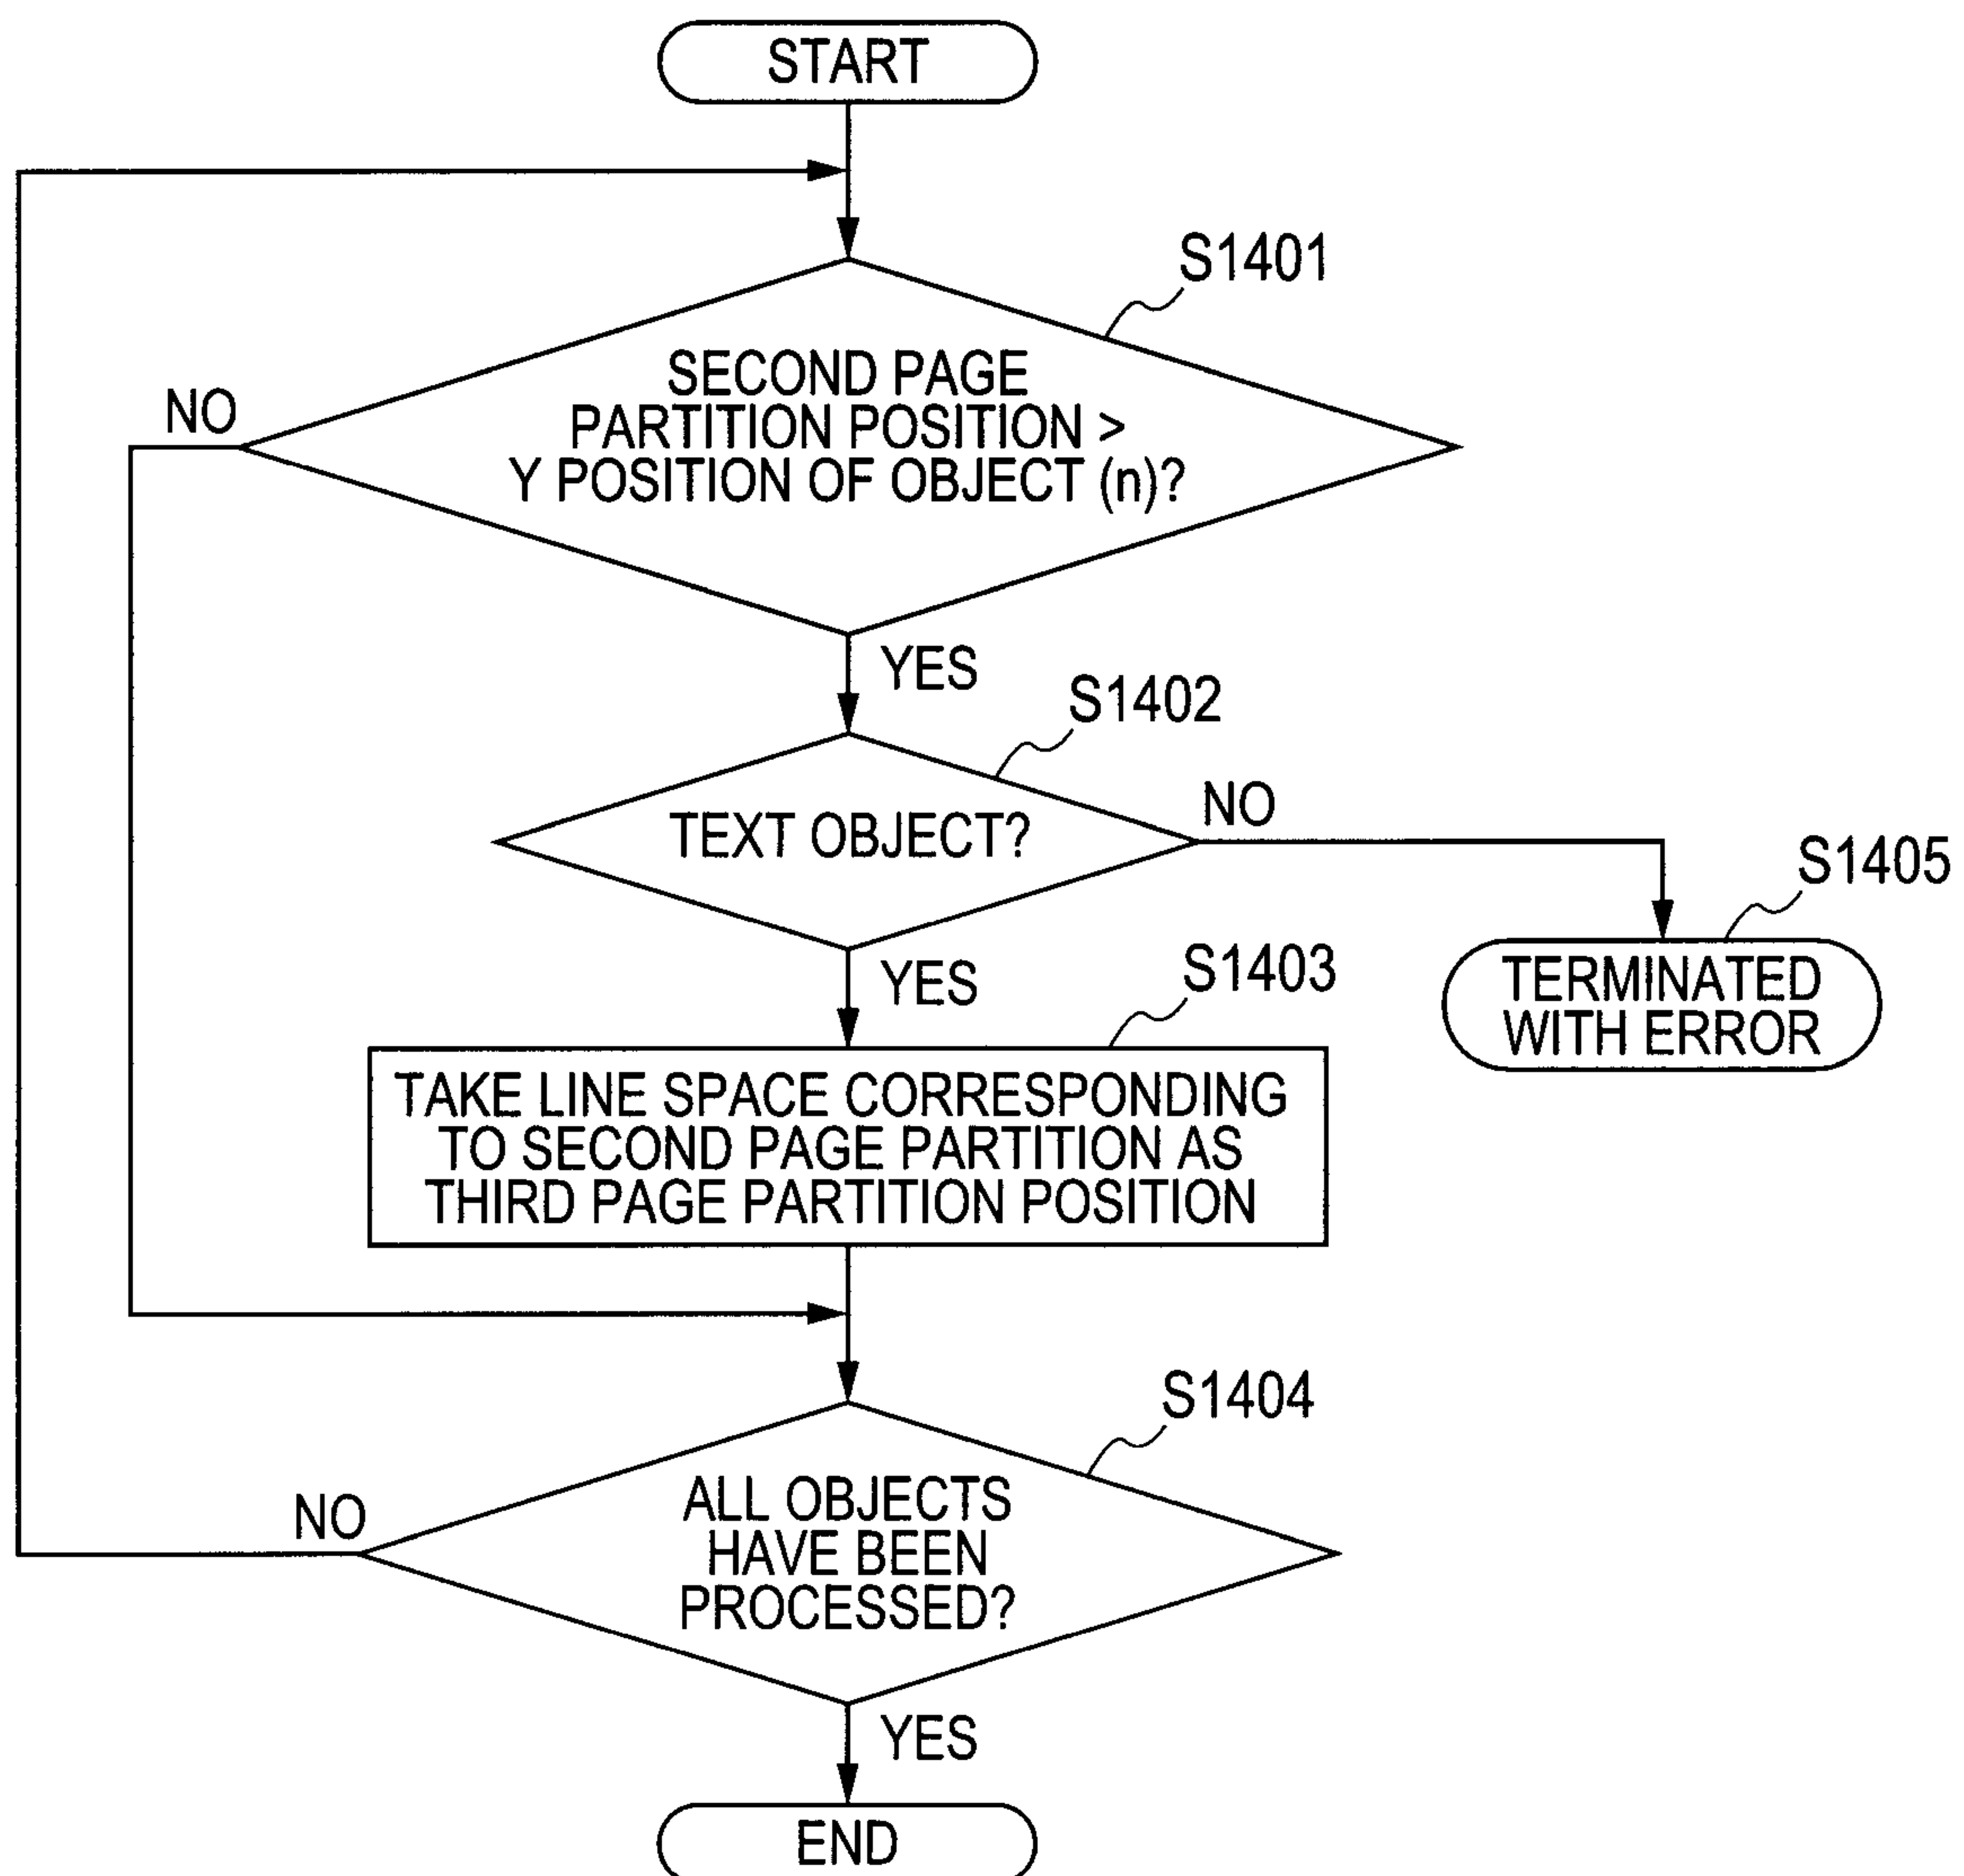 START
S1401
SECOND PAGE
PARTITION POSITION >
Y POSITION OF OBJECT (n)?
NO
YES
S1402
TEXT OBJECT?
NO
S1405
TERMINATED
WITH ERROR
YES
S1403
TAKE LINE SPACE CORRESPONDING
TO SECOND PAGE PARTITION AS
THIRD PAGE PARTITION POSITION
S1404
ALL OBJECTS
HAVE BEEN
PROCESSED?
NO
YES
END